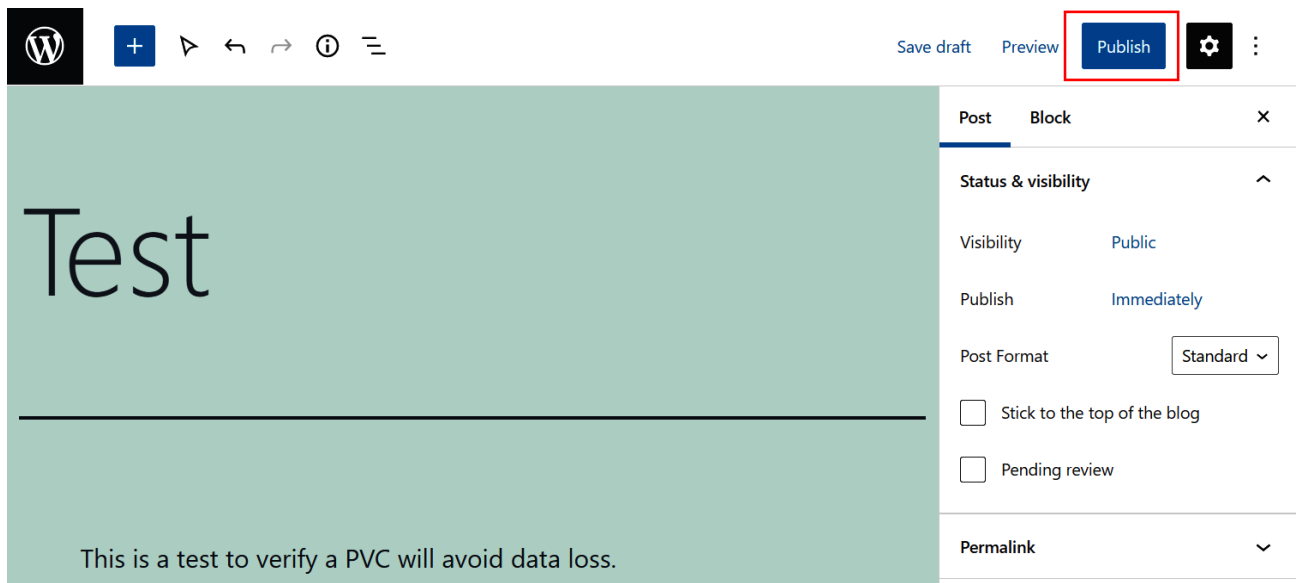 Save draft Preview Publish
Post Block
Status & visibility
Visibility Public
Publish Immediately
Post Format Standard
Stick to the top of the blog
Pending review
Permalink
Test
This is a test to verify a PVC will avoid data loss.